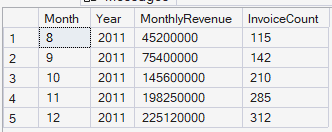 Messages
Month Year MonthlyRevenue InvoiceCount
1 8 2011 45200000 115
2 9 2011 75400000 142
3 10 2011 145600000 210
4 11 2011 198250000 285
5 12 2011 225120000 312